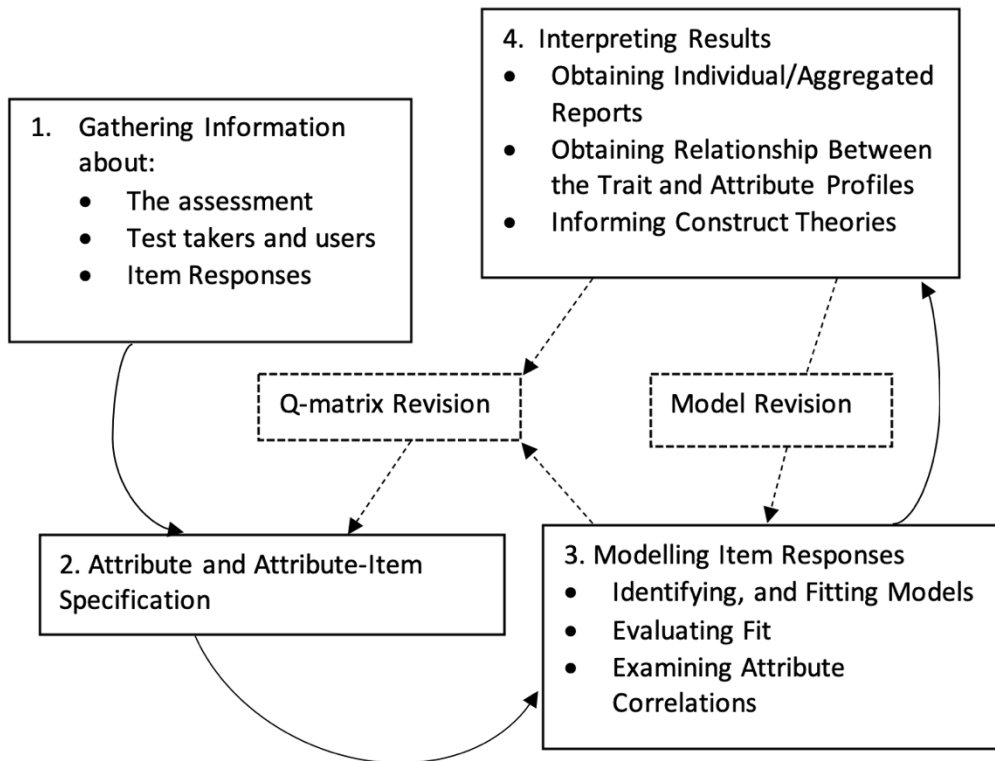 1. Gathering Information
about:
• The assessment
• Test takers and users
• Item Responses
4. Interpreting Results
• Obtaining Individual/Aggregated
Reports
• Obtaining Relationship Between
the Trait and Attribute Profiles
• Informing Construct Theories
Q-matrix Revision
Model Revision
2. Attribute and Attribute-Item
Specification
3. Modelling Item Responses
• Identifying, and Fitting Models
• Evaluating Fit
• Examining Attribute
Correlations